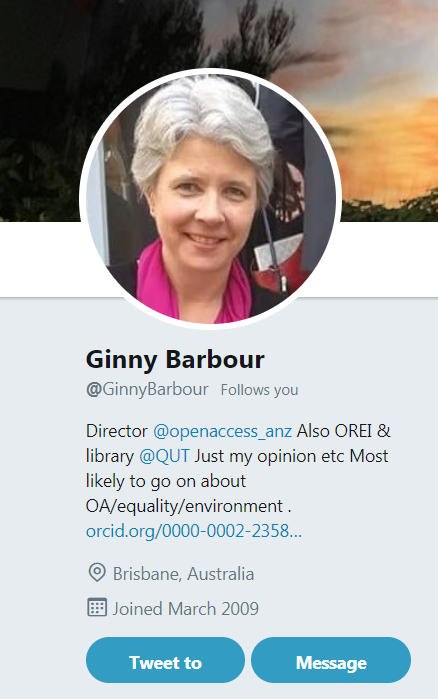 Ginny Barbour
@GinnyBarbour Follows you
Director @openaccess_anz Also OREI &
library @QUT Just my opinion etc Most
likely to go on about
OA/equality/environment .
orcid.org/0000-0002-2358...
Brisbane, Australia
Joined March 2009
Tweet to Message